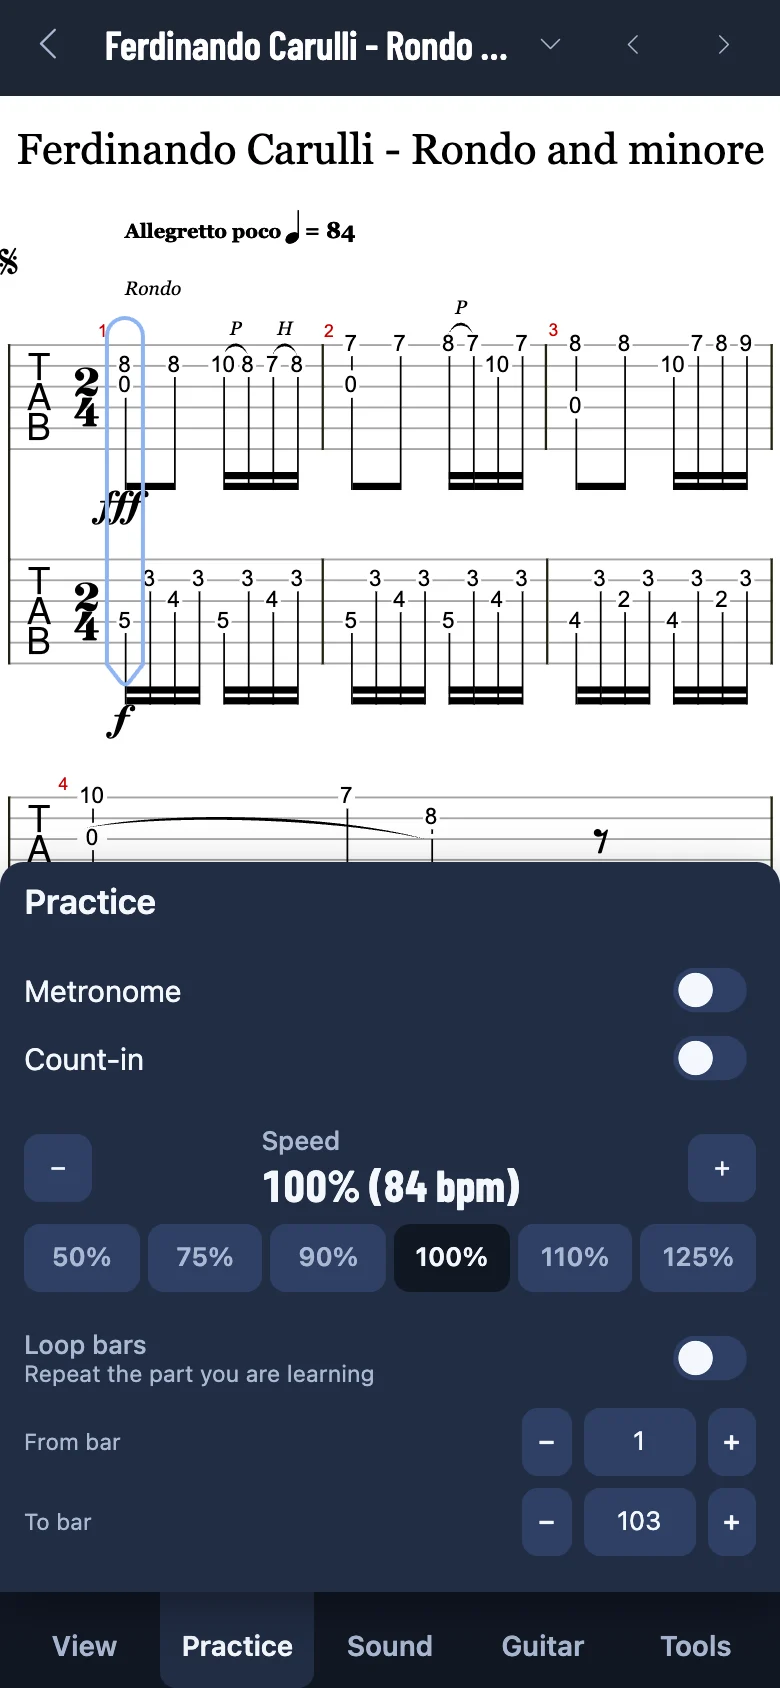 Ferdinando Carulli - Rondo ...
Ferdinando Carulli - Rondo and minore
Allegretto poco ♩ = 84
Rondo
P H P
1 2 3
7 7 8 7 7 8 8 7 8 9
8 8 10 8 7 8 10 10
0 0
0
T
A
B
2
4
fff
3 3 3 3 3 3 3 3 3 3 3 3
4 4 4 4 2 2
5 5 5 5 4 4
T
A
B
2
4
f
4
10 7
8
0
T
A
Practice
Metronome
Count-in
Speed
− 100% (84 bpm) +
50% 75% 90% 100% 110% 125%
Loop bars
Repeat the part you are learning
From bar − 1 +
To bar − 103 +
View Practice Sound Guitar Tools